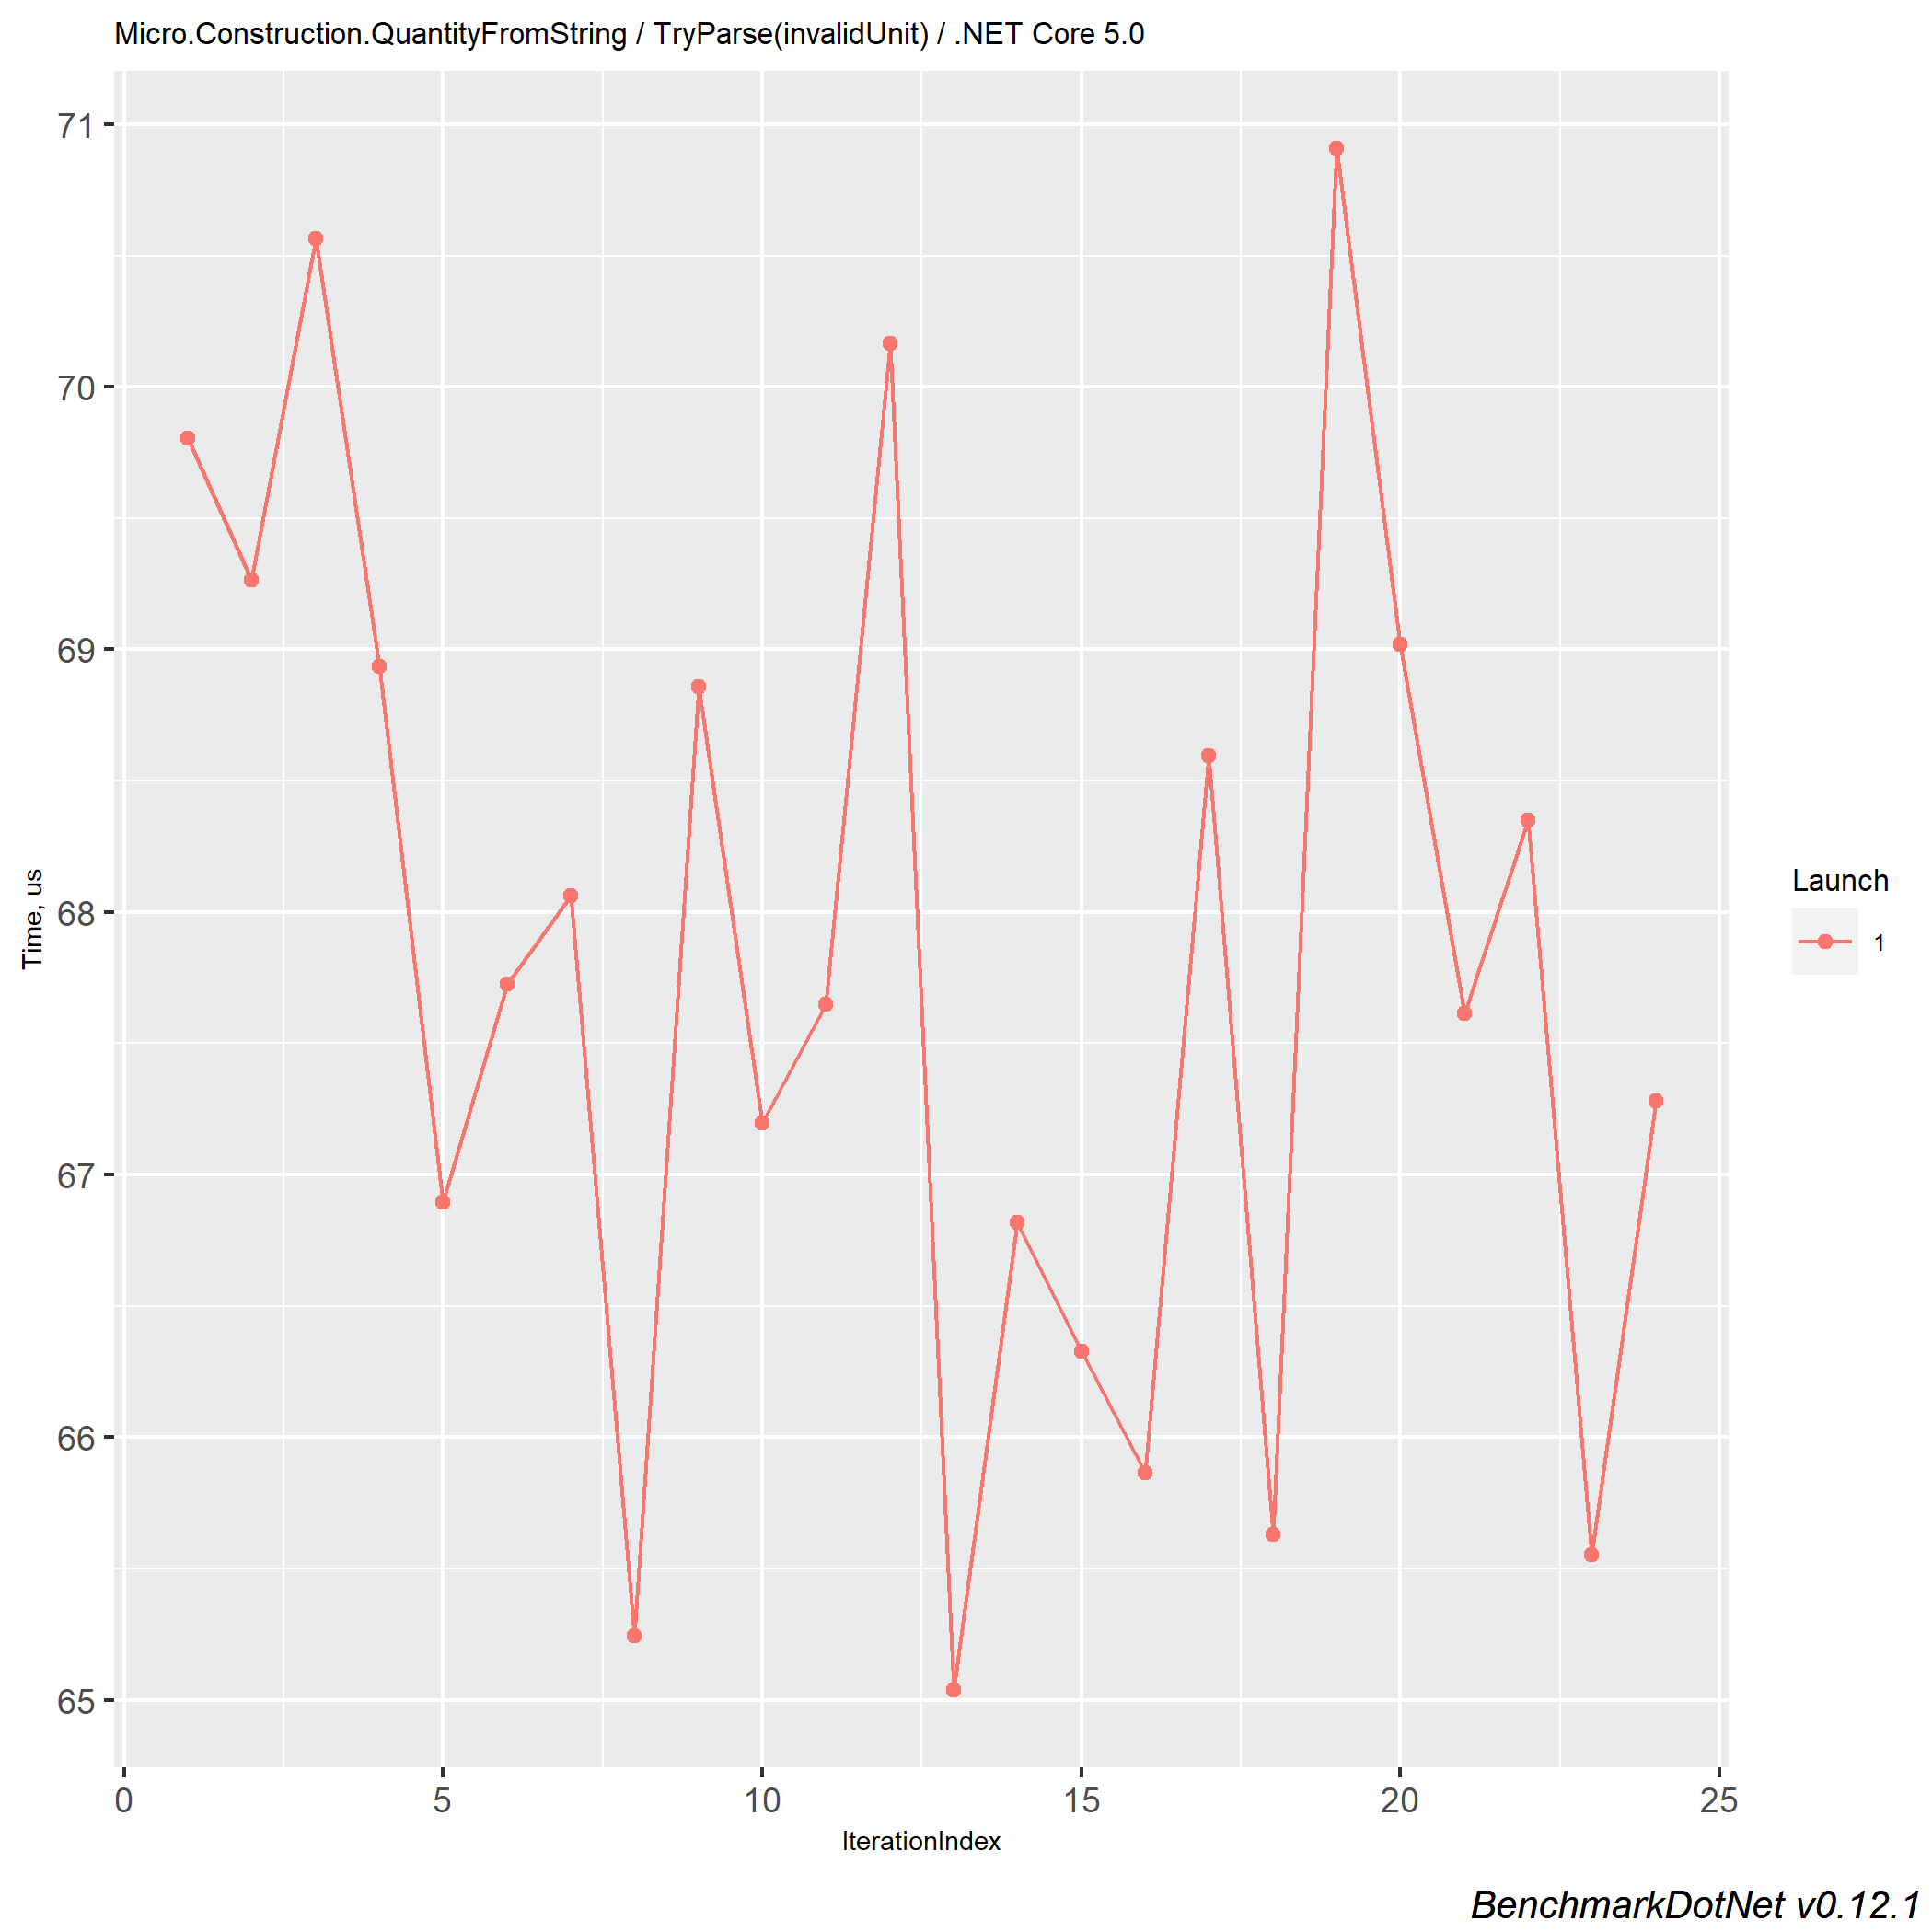 Micro.Construction.QuantityFromString / TryParse(invalidUnit) / .NET Core 5.0
71
70
69
68
67
66
65
Time, us
0 5 10 15 20 25
IterationIndex
Launch
1
BenchmarkDotNet v0.12.1